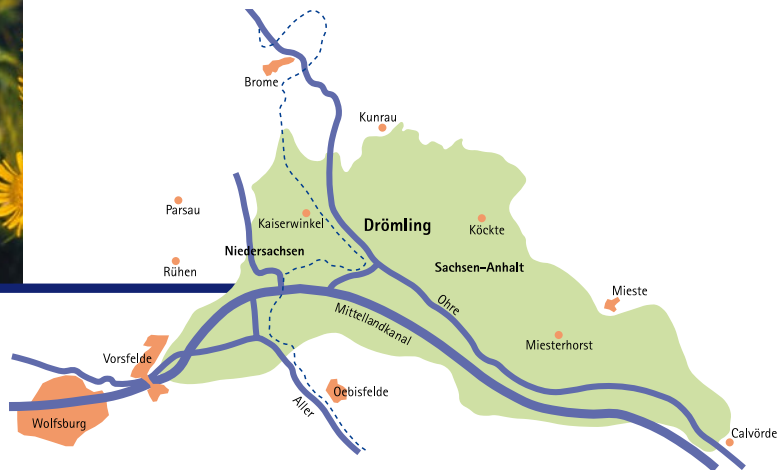 Brome
Kunrau
Parsau
Kaiserwinkel
Drömling
Köckte
Niedersachsen
Rühen
Sachsen–Anhalt
Mieste
Ohre
Mittellandkanal
Miesterhorst
Vorsfelde
Oebisfelde
Aller
Wolfsburg
Calvörde